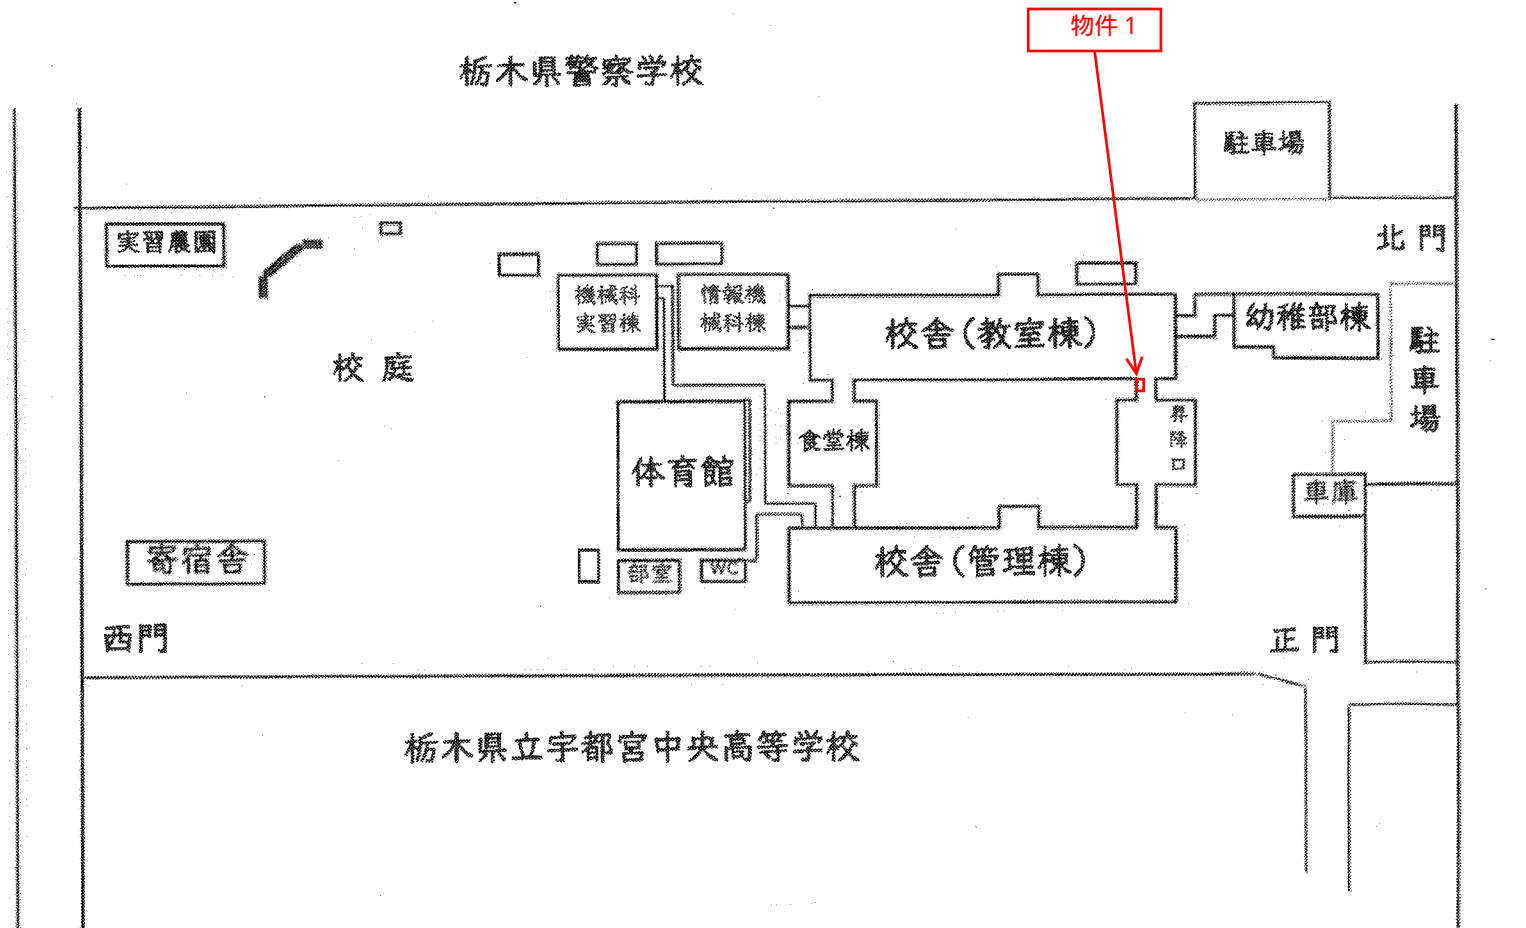 物件1
栃木県警察学校
駐車場
実習農園
北門
機械科
実習棟
情報機
械科棟
校舎(教室棟)
幼稚部棟
駐車場
校庭
昇降口
食堂棟
体育館
車庫
寄宿舎
部室
WC
校舎(管理棟)
西門
正門
栃木県立宇都宮中央高等学校